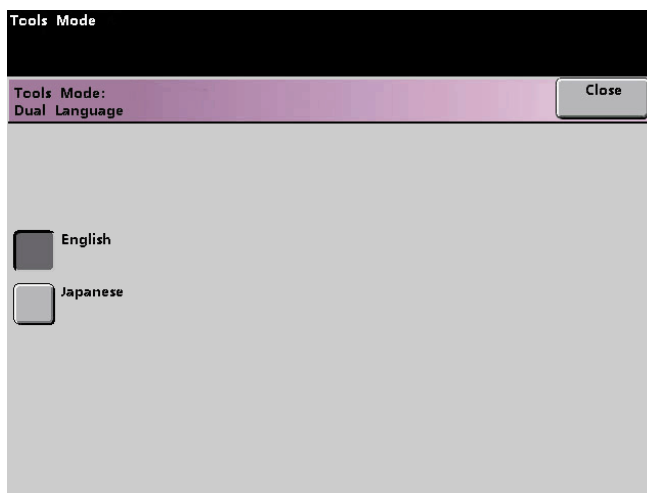 Tools Mode
Tools Mode:
Dual Language
Close
English
Japanese